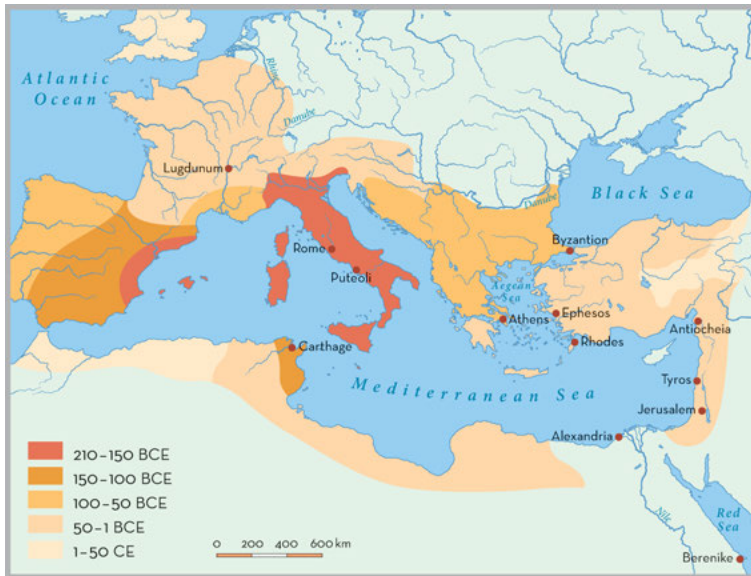 Atlantic
Ocean
Rhine
Danube
Lugdunum
Danube
Black Sea
Byzantion
Rome
Puteoli
Aegean
Sea
Ephesos
Athens
Antiocheia
Rhodes
Carthage
Mediterranean Sea
Tyros
Jerusalem
Alexandria
210–150 BCE
150–100 BCE
100–50 BCE
50–1 BCE
1–50 CE
0 200 400 600 km
Nile
Red
Sea
Berenike